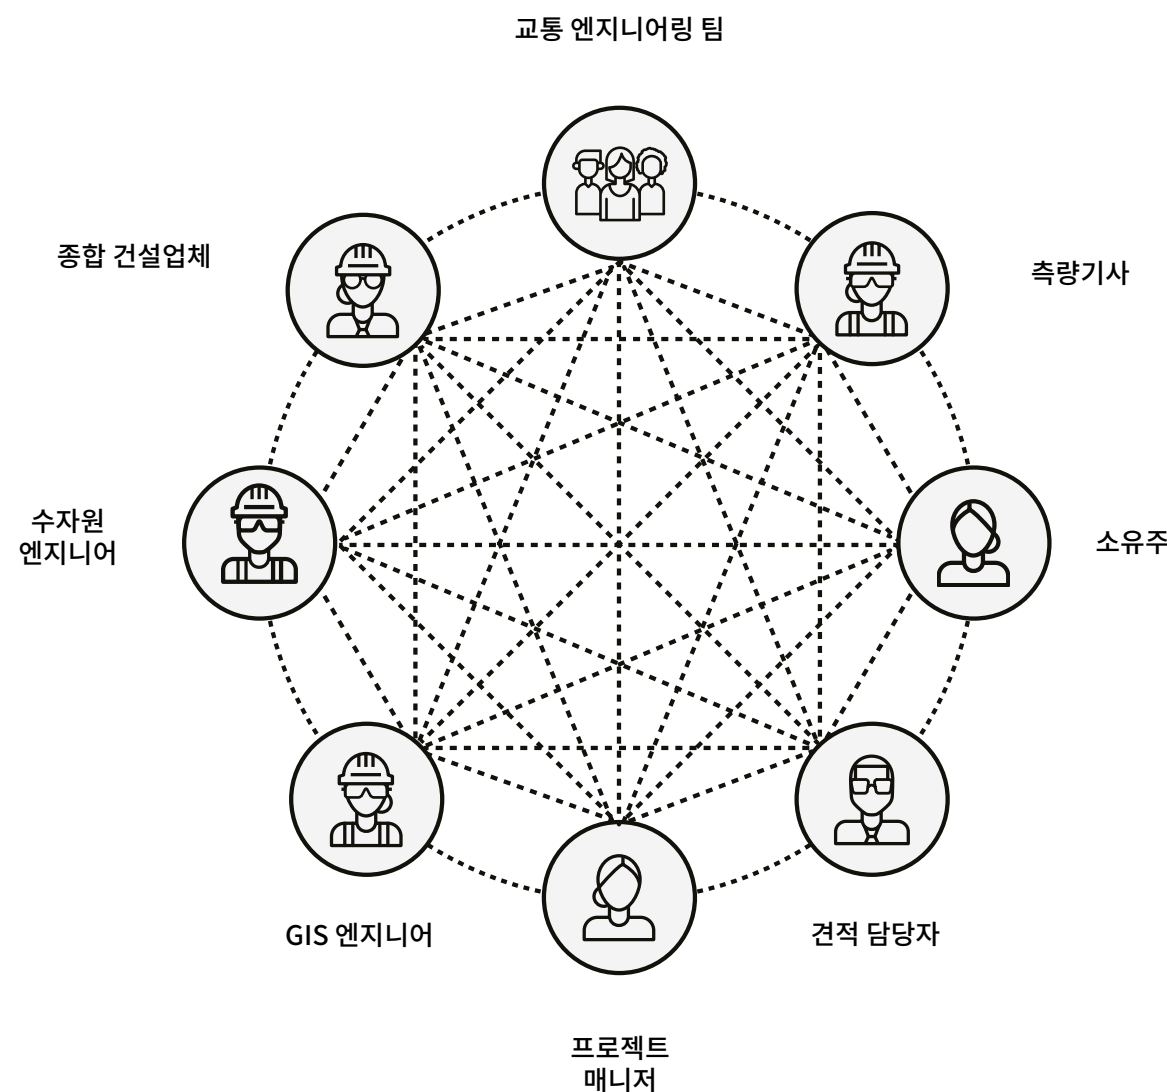 교통 엔지니어링 팀
종합 건설업체
측량기사
수자원
엔지니어
소유주
GIS 엔지니어
견적 담당자
프로젝트
매니저